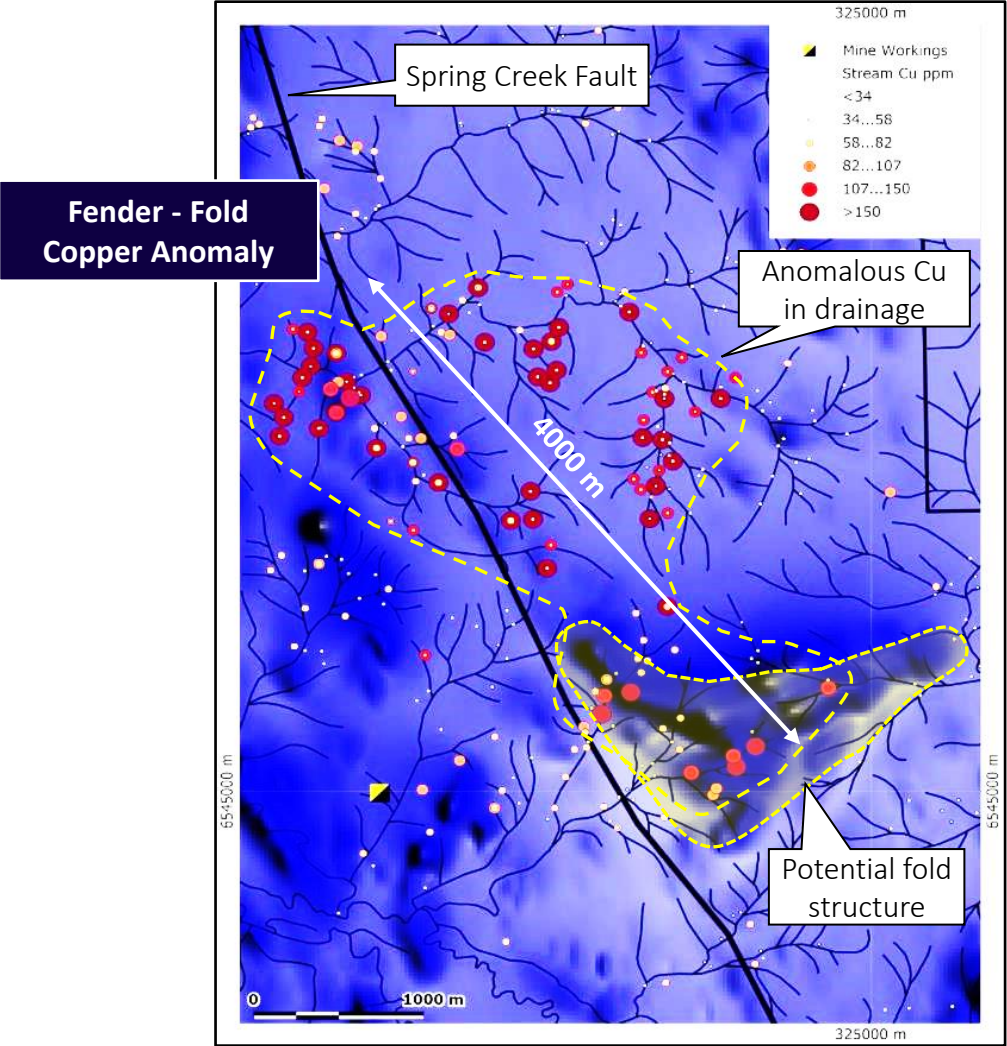 325000 m
Mine Workings
Stream Cu ppm
<34
34...58
58...82
82...107
107...150
>150
Spring Creek Fault
Fender - Fold
Copper Anomaly
Anomalous Cu
in drainage
4000 m
6545000 m
6545000 m
Potential fold
structure
0
1000 m
325000 m